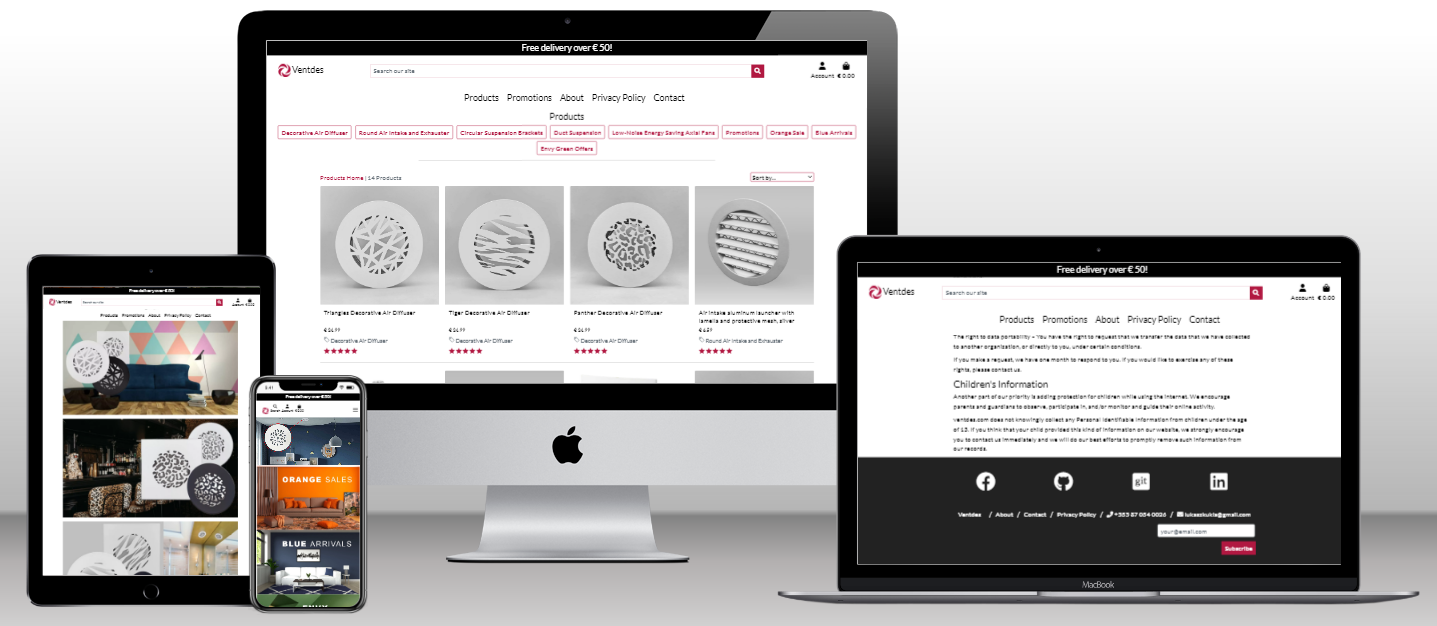 Free delivery over € 50!
Ventdes
Search our site
Account € 0.00
Products Promotions About Privacy Policy Contact
Products
Decorative Air Diffuser Round Air Intake and Exhauster Circular Suspension Brackets Duct Suspension Low-Noise Energy Saving Axial Fans Promotions Orange Sale Blue Arrivals
Envy Green Offers
Products Home | 14 Products
Sort by...
Triangles Decorative Air Diffuser
Decorative Air Diffuser
Tiger Decorative Air Diffuser
Decorative Air Diffuser
Panther Decorative Air Diffuser
Decorative Air Diffuser
Air intake aluminum launcher with
lamella and protective mesh, silver
Round Air Intake and Exhauster
Free delivery over € 50!
Ventdes
Search our site
Account
Products Promotions About Privacy Policy Contact
9:41
Free delivery over € 50!
Search Account
ORANGE SALES
BLUE ARRIVALS
ENVY
Free delivery over € 50!
Ventdes
Search our site
Account € 0.00
Products Promotions About Privacy Policy Contact
The right to data portability – You have the right to request that we transfer the data that we have collected
to another organization, or directly to you, under certain conditions.
If you make a request, we have one month to respond to you. If you would like to exercise any of these
rights, please contact us.
Children's Information
Another part of our priority is adding protection for children while using the internet. We encourage
parents and guardians to observe, participate in, and/or monitor and guide their online activity.
ventdes.com does not knowingly collect any Personal Identifiable Information from children under the age
of 13. If you think that your child provided this kind of information on our website, we strongly encourage
you to contact us immediately and we will do our best efforts to promptly remove such information from
our records.
git
in
Ventdes / About / Contact / Privacy Policy / +353 87 054 0026 / lukaszkukla@gmail.com
your@email.com
Subscribe
MacBook